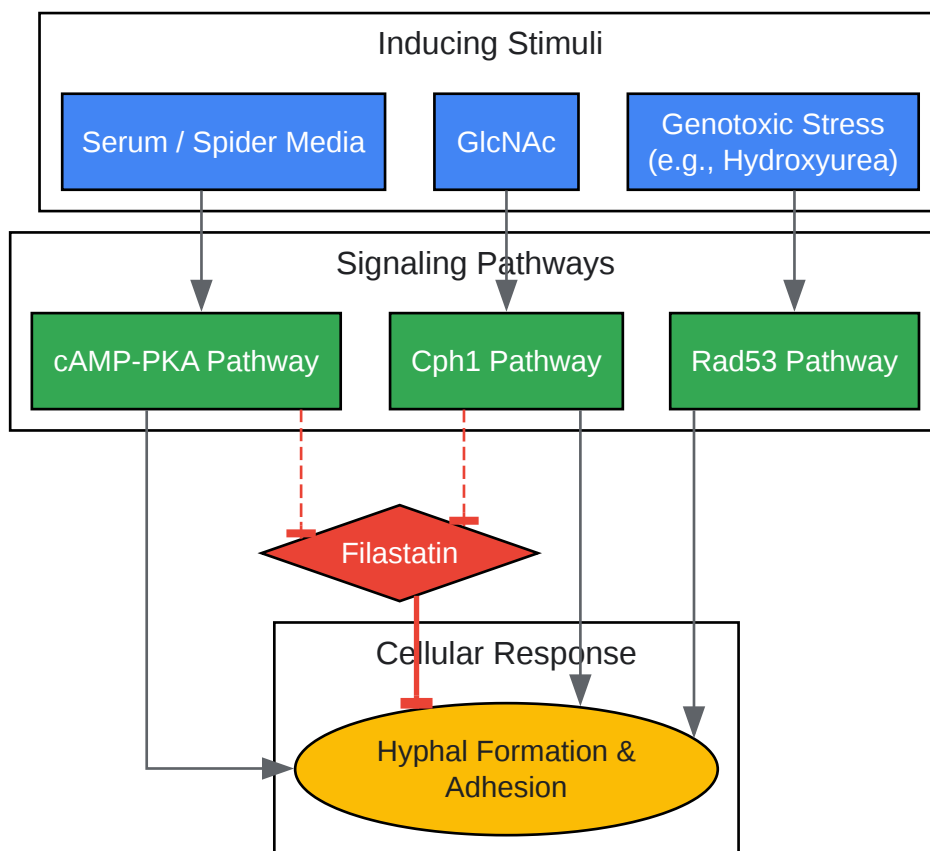 Inducing Stimuli
Serum / Spider Media
GlcNAc
Genotoxic Stress
(e.g., Hydroxyurea)
Signaling Pathways
cAMP-PKA Pathway
Cph1 Pathway
Rad53 Pathway
Filastatin
Cellular Response
Hyphal Formation &
Adhesion